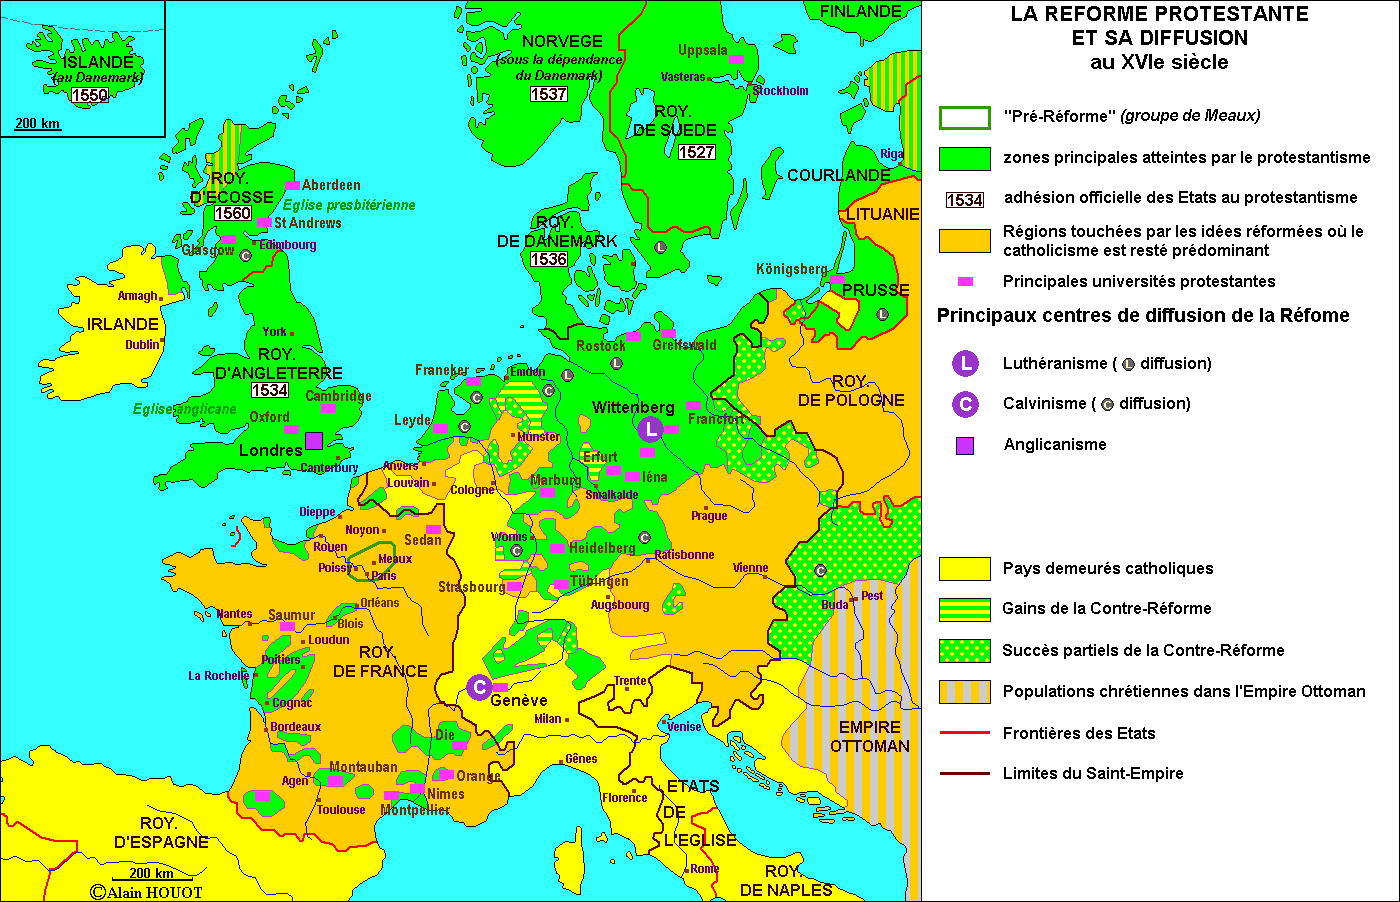 LA REFORME PROTESTANTE
ET SA DIFFUSION
au XVIe siècle
"Pré-Réforme" (groupe de Meaux)
zones principales atteintes par le protestantisme
1534
adhésion officielle des Etats au protestantisme
Régions touchées par les idées réformées où le
catholicisme est resté prédominant
Principales universités protestantes
Principaux centres de diffusion de la Réfome
L
Luthéranisme ( L diffusion)
C
Calvinisme ( C diffusion)
Anglicanisme
Pays demeurés catholiques
Gains de la Contre-Réforme
Succès partiels de la Contre-Réforme
Populations chrétiennes dans l'Empire Ottoman
Frontières des Etats
Limites du Saint-Empire
ISLANDE
(au Danemark)
1550
200 km
NORVEGE
(sous la dépendance
du Danemark)
1537
FINLANDE
Uppsala
Vasteras
Stockholm
ROY.
DE SUEDE
1527
Riga
COURLANDE
LITUANIE
ROY.
D'ECOSSE
1560
Aberdeen
Eglise presbitérienne
St Andrews
Glasgow
Edimbourg
C
ROY.
DE DANEMARK
1536
L
Königsberg
PRUSSE
L
Armagh
IRLANDE
Dublin
York
ROY.
D'ANGLETERRE
1534
Cambridge
Eglise anglicane
Oxford
Londres
Canterbury
Rostock
Greifswald
L
Franeker
Emden
L
C
C
Leyde
C
Wittenberg
L
Francfort
ROY.
DE POLOGNE
Münster
Anvers
Louvain
Cologne
Erfurt
Iéna
Marburg
Smalkalde
Prague
Dieppe
Noyon
Sedan
Rouen
Meaux
Poissy
Paris
Worms
C
Heidelberg
C
Ratisbonne
Vienne
C
Strasbourg
Tübingen
Augsbourg
Buda
Pest
Nantes
Saumur
Orléans
Blois
Loudun
Poitiers
ROY.
DE FRANCE
La Rochelle
Cognac
C
Genève
Trente
Milan
Venise
EMPIRE
OTTOMAN
Bordeaux
Die
Gênes
Agen
Montauban
Orange
Nimes
Toulouse
Montpellier
Florence
ETATS
DE
L'EGLISE
Rome
ROY.
D'ESPAGNE
ROY.
DE NAPLES
200 km
©Alain HOUOT